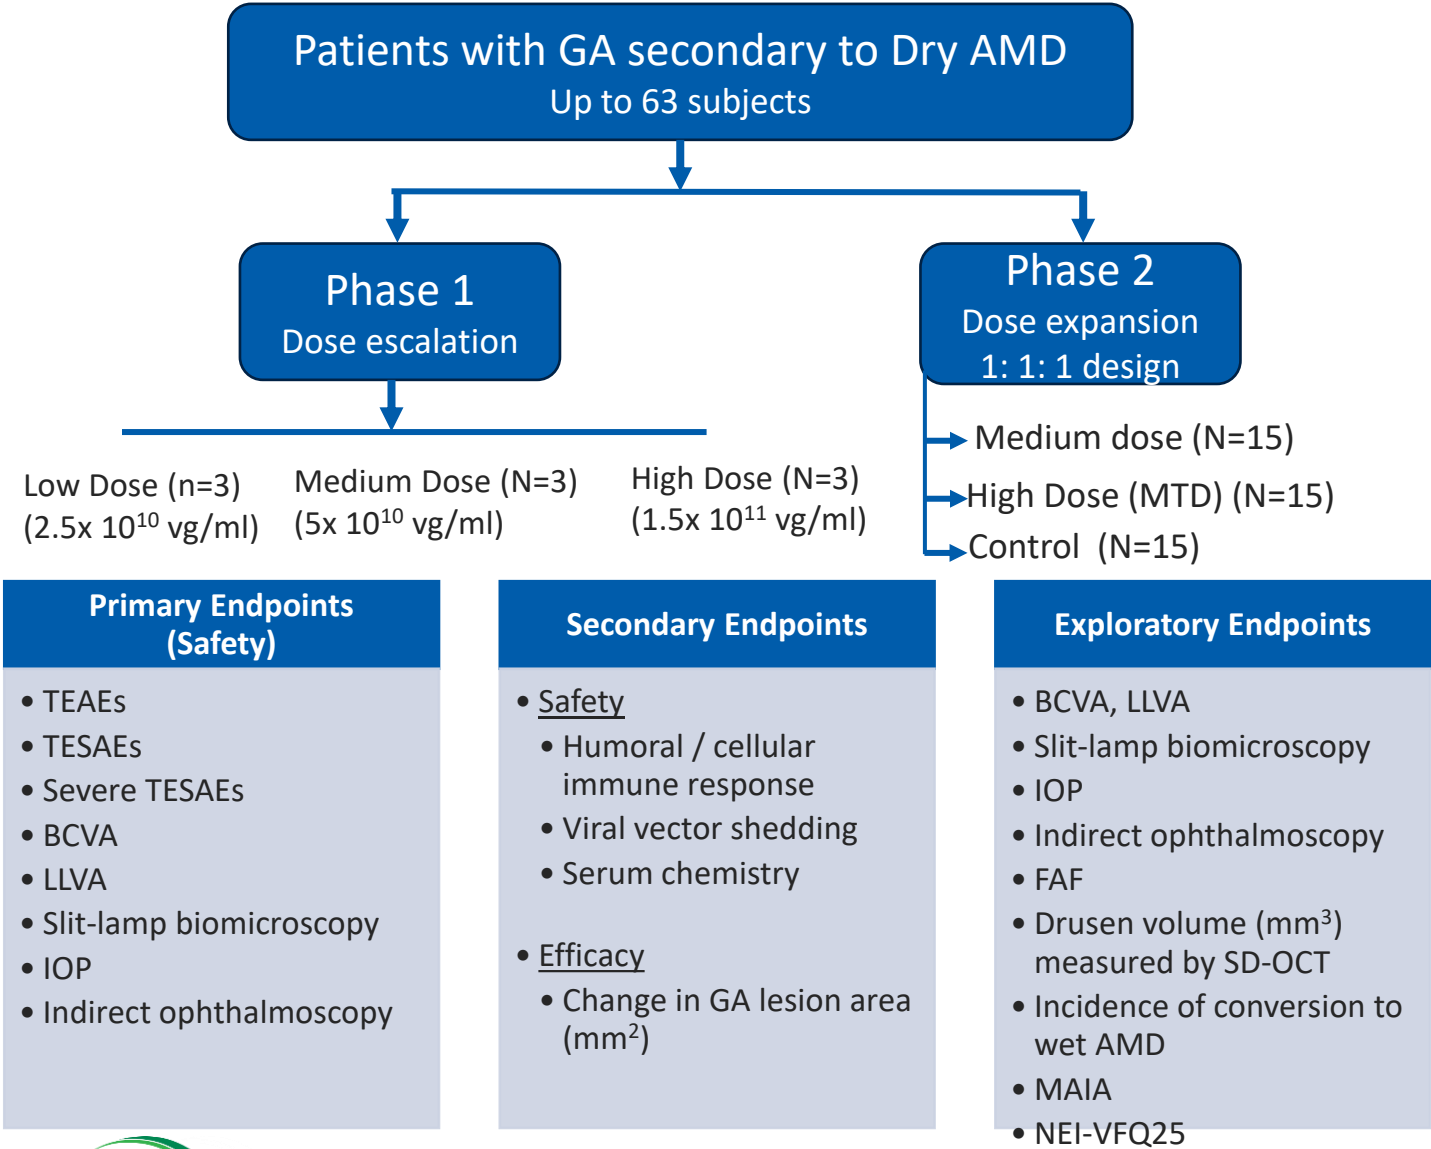 Patients with GA secondary to Dry AMD
Up to 63 subjects
Phase 1
Dose escalation
Phase 2
Dose expansion
1: 1: 1 design
Low Dose (n=3)
(2.5x 10¹⁰ vg/ml)
Medium Dose (N=3)
(5x 10¹⁰ vg/ml)
High Dose (N=3)
(1.5x 10¹¹ vg/ml)
Medium dose (N=15)
High Dose (MTD) (N=15)
Control (N=15)
Primary Endpoints
(Safety)
• TEAEs
• TESAEs
• Severe TESAEs
• BCVA
• LLVA
• Slit-lamp biomicroscopy
• IOP
• Indirect ophthalmoscopy
Secondary Endpoints
• Safety
• Humoral / cellular
immune response
• Viral vector shedding
• Serum chemistry
• Efficacy
• Change in GA lesion area
(mm²)
Exploratory Endpoints
• BCVA, LLVA
• Slit-lamp biomicroscopy
• IOP
• Indirect ophthalmoscopy
• FAF
• Drusen volume (mm³)
measured by SD-OCT
• Incidence of conversion to
wet AMD
• MAIA
• NEI-VFQ25